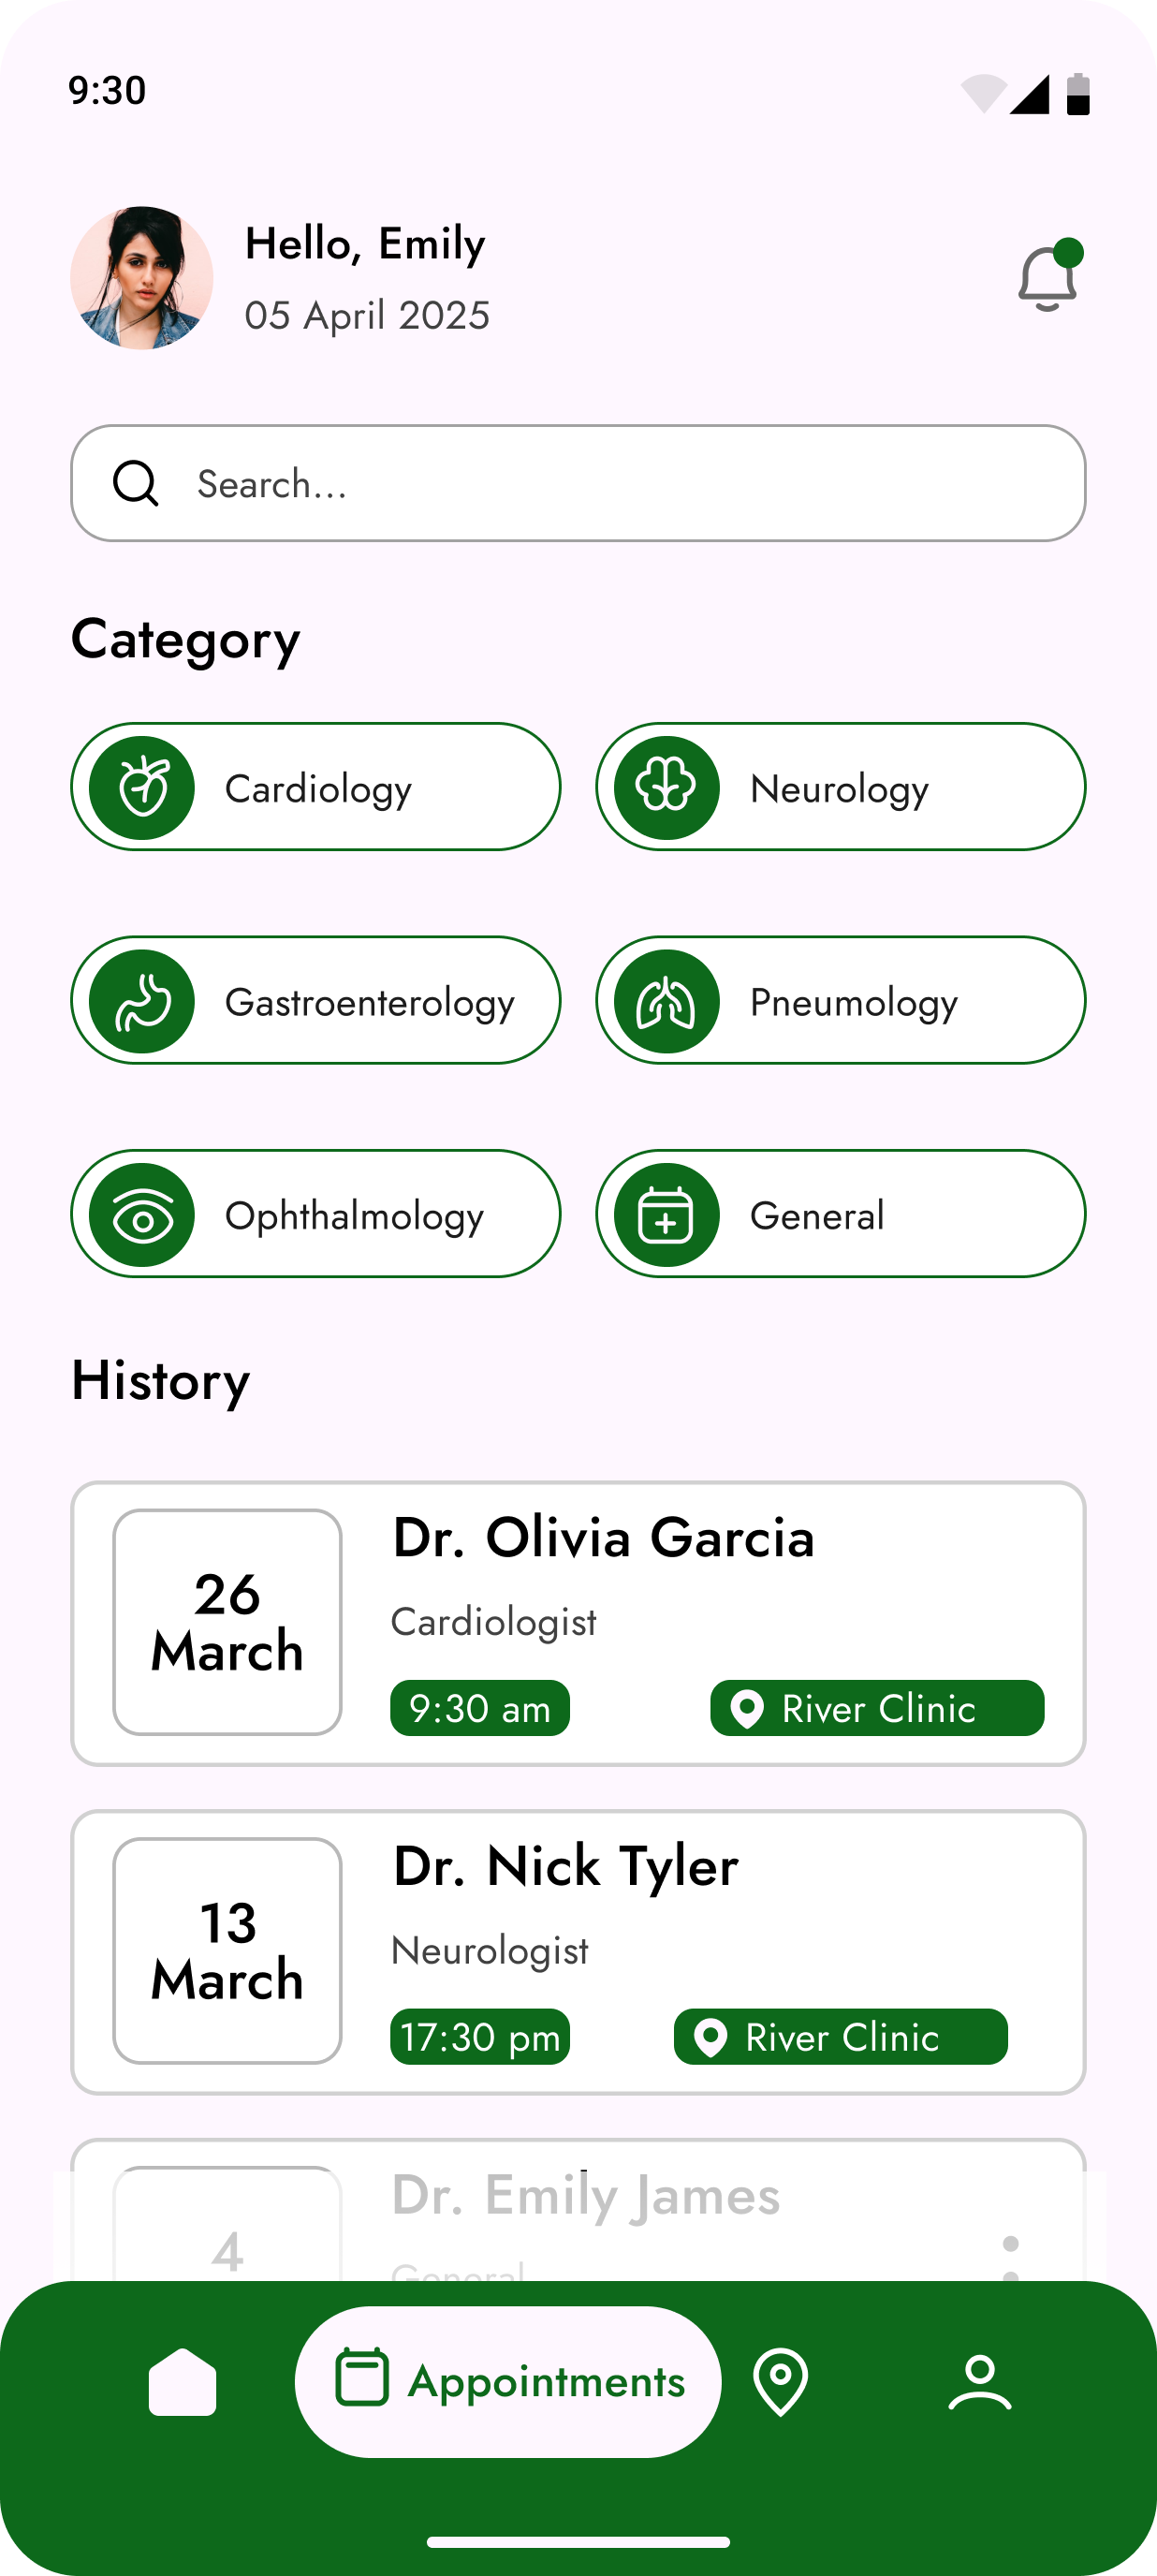 9:30
Hello, Emily
05 April 2025
Search...
Category
Cardiology
Neurology
Gastroenterology
Pneumology
Ophthalmology
General
History
26
March
Dr. Olivia Garcia
Cardiologist
9:30 am
River Clinic
13
March
Dr. Nick Tyler
Neurologist
17:30 pm
River Clinic
4
Dr. Emily James
General
Appointments